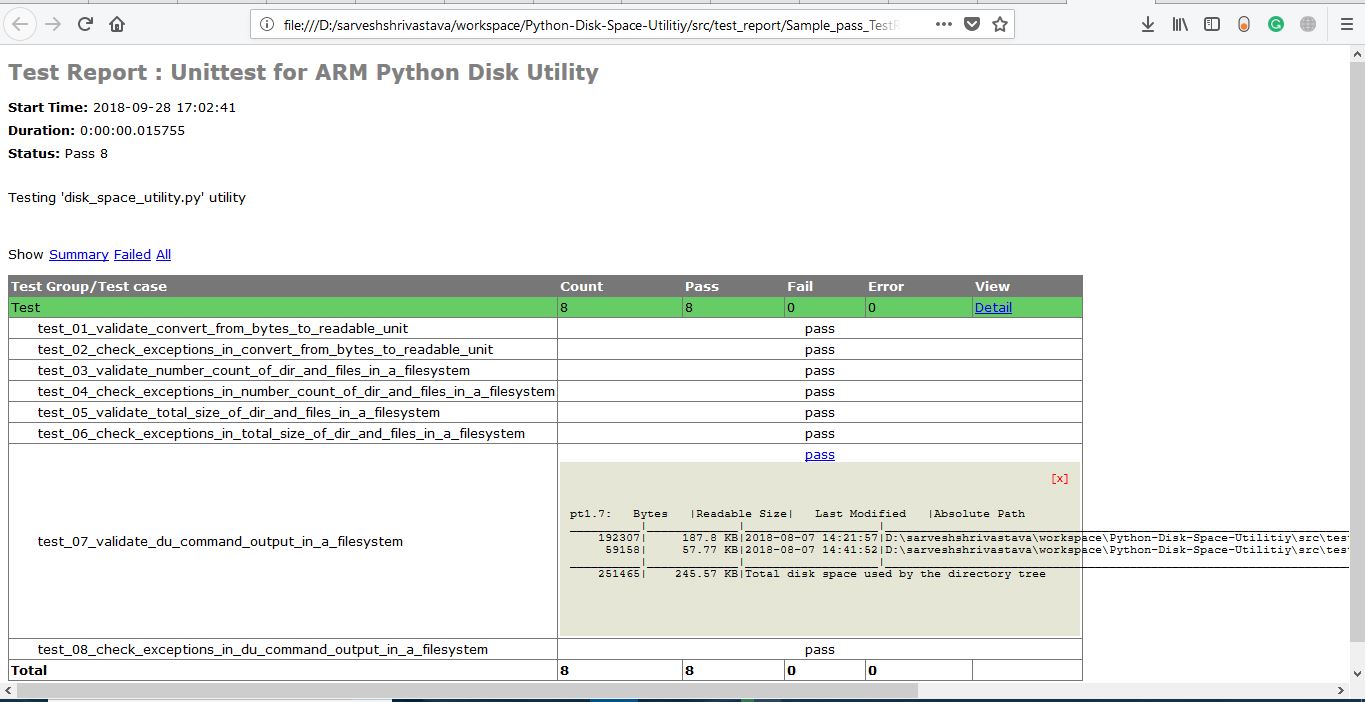 file:///D:/sarveshshrivastava/workspace/Python-Disk-Space-Utilitiy/src/test_report/Sample_pass_TestR
Test Report : Unittest for ARM Python Disk Utility
Start Time: 2018-09-28 17:02:41
Duration: 0:00:00.015755
Status: Pass 8
Testing 'disk_space_utility.py' utility
Show Summary Failed All
Test Group/Test case Count Pass Fail Error View
Test 8 8 0 0 Detail
test_01_validate_convert_from_bytes_to_readable_unit pass
test_02_check_exceptions_in_convert_from_bytes_to_readable_unit pass
test_03_validate_number_count_of_dir_and_files_in_a_filesystem pass
test_04_check_exceptions_in_number_count_of_dir_and_files_in_a_filesystem pass
test_05_validate_total_size_of_dir_and_files_in_a_filesystem pass
test_06_check_exceptions_in_total_size_of_dir_and_files_in_a_filesystem pass
pass
[x]
pt1.7: Bytes |Readable Size| Last Modified |Absolute Path
192307| 187.8 KB|2018-08-07 14:21:57|D:\sarveshshrivastava\workspace\Python-Disk-Space-Utilitiy\src\tes
59158| 57.77 KB|2018-08-07 14:41:52|D:\sarveshshrivastava\workspace\Python-Disk-Space-Utilitiy\src\tes
251465| 245.57 KB|Total disk space used by the directory tree
test_07_validate_du_command_output_in_a_filesystem
test_08_check_exceptions_in_du_command_output_in_a_filesystem pass
Total 8 8 0 0